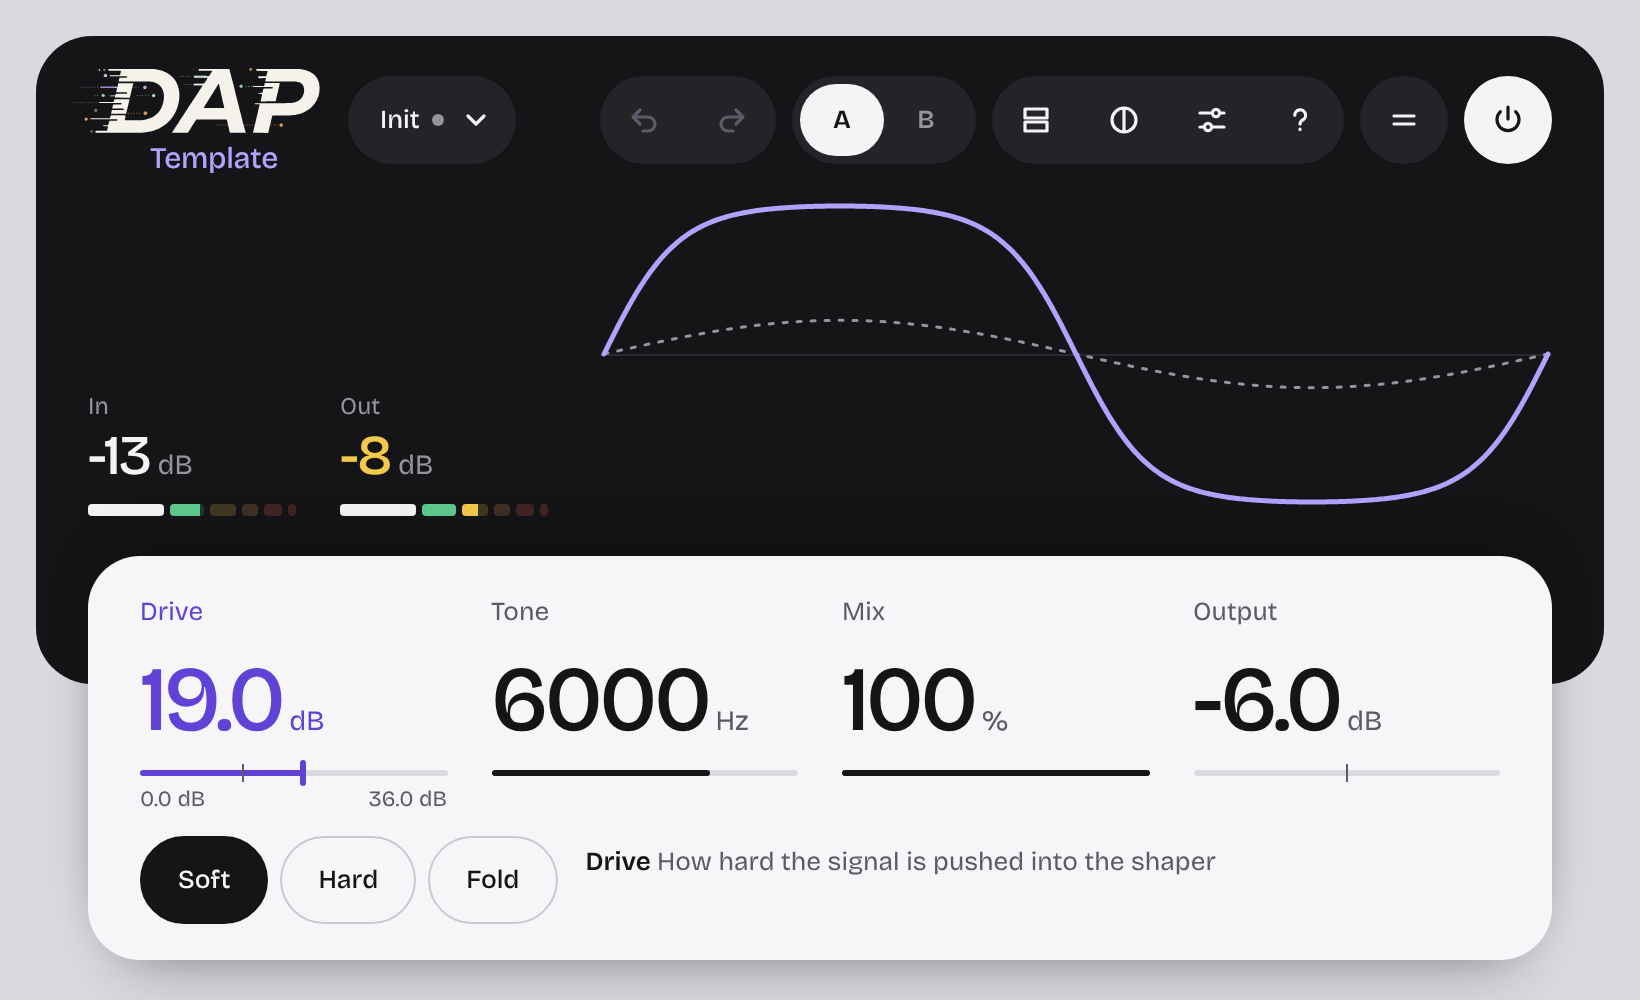 DAP
Template
Init
A B
In
-13 dB
Out
-8 dB
Drive
19.0 dB
0.0 dB 36.0 dB
Tone
6000 Hz
Mix
100 %
Output
-6.0 dB
Soft Hard Fold
Drive How hard the signal is pushed into the shaper